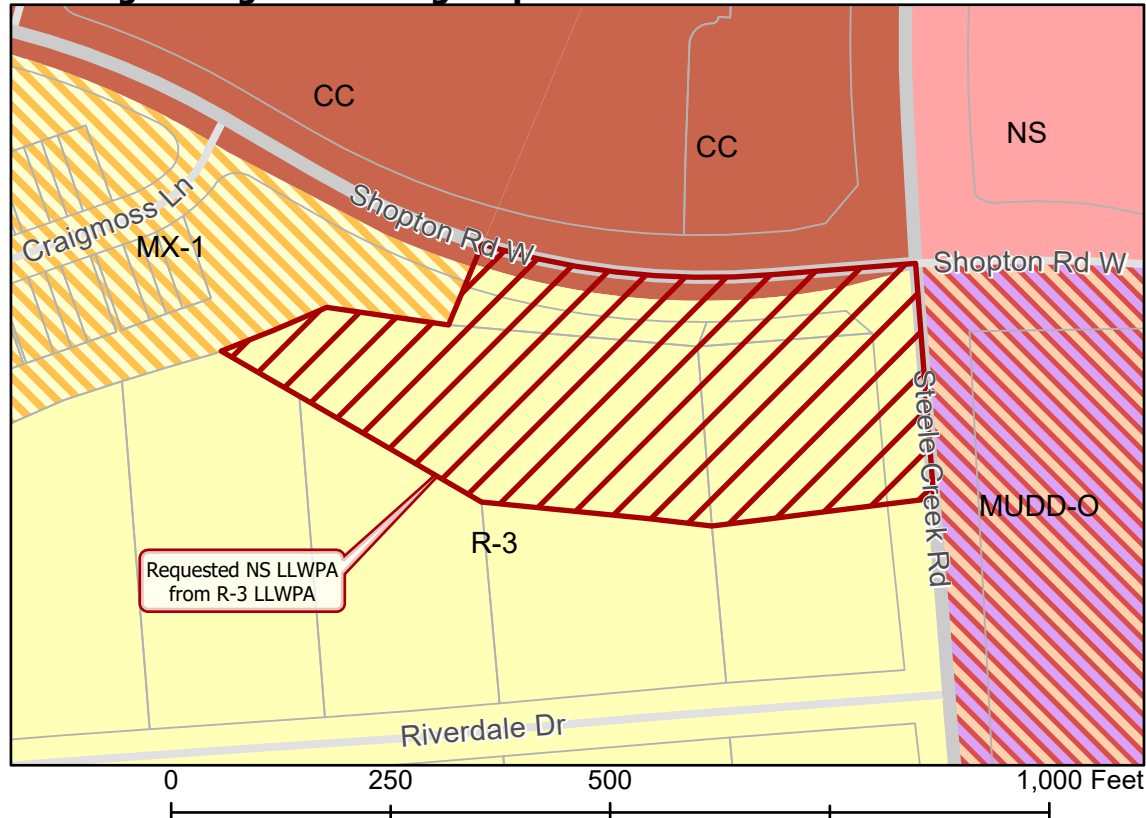 CC
CC
NS
Shopton Rd W
Craigmoss Ln
MX-1
Shopton Rd W
Steele Creek Rd
MUDD-O
R-3
Requested NS LLWPA
from R-3 LLWPA
Riverdale Dr
0 250 500 1,000 Feet